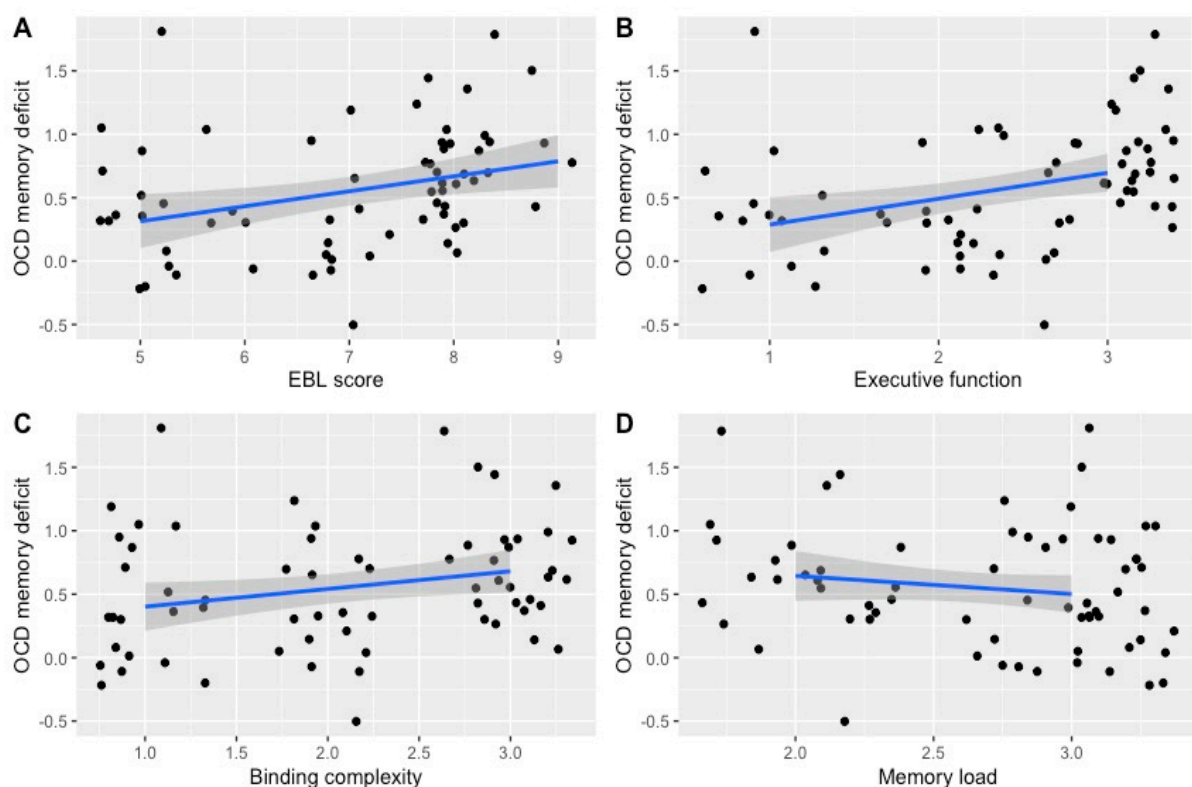 A
OCD memory deficit
1.5
1.0
0.5
0.0
-0.5
5 6 7 8 9
EBL score
B
OCD memory deficit
1.5
1.0
0.5
0.0
-0.5
1 2 3
Executive function
C
OCD memory deficit
1.5
1.0
0.5
0.0
-0.5
1.0 1.5 2.0 2.5 3.0
Binding complexity
D
OCD memory deficit
1.5
1.0
0.5
0.0
-0.5
2.0 2.5 3.0
Memory load